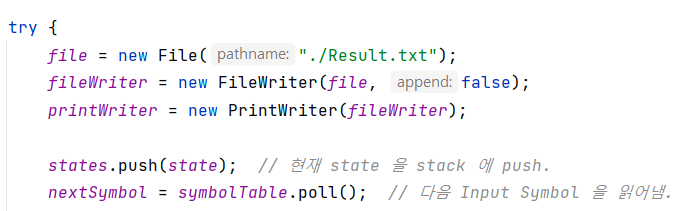 try {
file = new File( pathname: "./Result.txt");
fileWriter = new FileWriter(file, append: false);
printWriter = new PrintWriter(fileWriter);
states.push(state);  // 현재 state 을 stack 에 push.
nextSymbol = symbolTable.poll();  // 다음 Input Symbol 을 읽어냄.